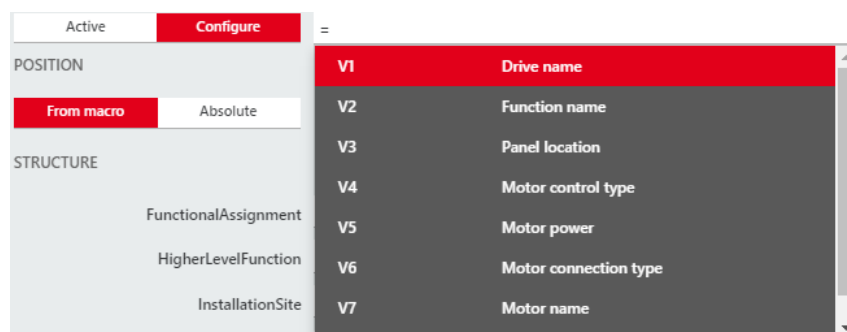 Active Configure =
POSITION V1 Drive name
V2 Function name
From macro Absolute
V3 Panel location
STRUCTURE
V4 Motor control type
FunctionalAssignment
V5 Motor power
HigherLevelFunction
V6 Motor connection type
InstallationSite V7 Motor name